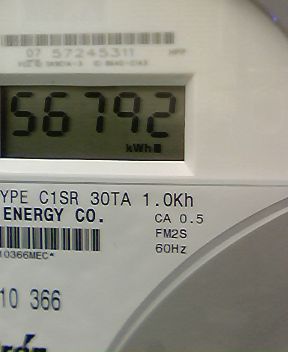 07 57245311
56792
kWh
YPE C1SR 30TA 1.0Kh
ENERGY CO.
CA 0.5
FM2S
60Hz
10366MEC*
10 366